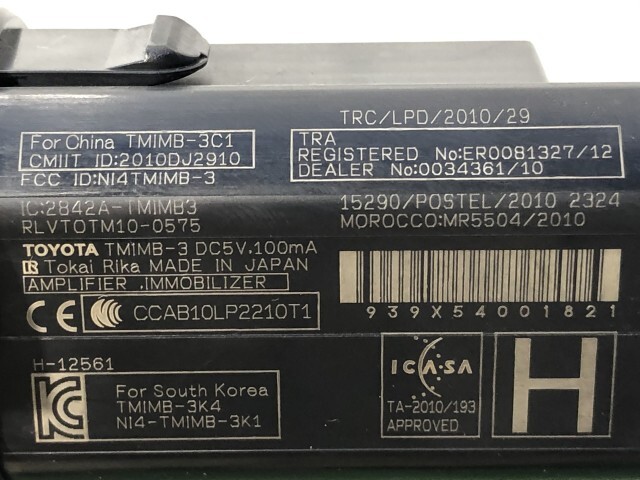 TRC/LPD/2010/29
For China TMIMB-3C1
CMIIT ID:2010DJ2910
FCC ID:NI4TMIMB-3
TRA
REGISTERED No:ER0081327/12
DEALER No:0034361/10
IC:2842A-TMIMB3
RLVTOTM10-0575
15290/POSTEL/2010 2324
MOROCCO:MR5504/2010
TOYOTA TMIMB-3 DC5V.100mA
Tokai Rika MADE IN JAPAN
AMPLIFIER .IMMOBILIZER
939X54001821
CE CCC CCAB10LP2210T1
H-12561
KC
For South Korea
TMIMB-3K4
NI4-TMIMB-3K1
ICASA
TA-2010/193
APPROVED
H